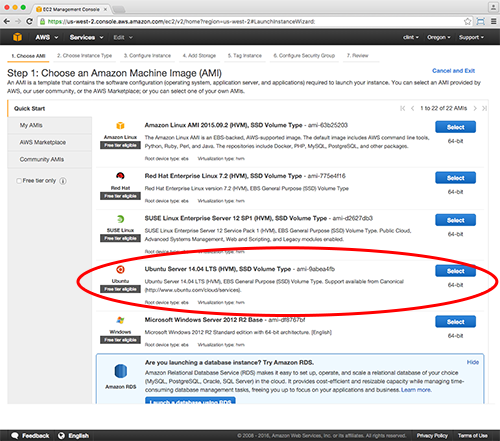 EC2 Management Console
https://us-west-2.console.aws.amazon.com/ec2/v2/home?region=us-west-2#LaunchInstanceWizard:
AWS Services Edit clint Oregon Support
1. Choose AMI 2. Choose Instance Type 3. Configure Instance 4. Add Storage 5. Tag Instance 6. Configure Security Group 7. Review
Step 1: Choose an Amazon Machine Image (AMI) Cancel and Exit
An AMI is a template that contains the software configuration (operating system, application server, and applications) required to launch your instance. You can select an AMI provided by
AWS, our user community, or the AWS Marketplace; or you can select one of your own AMIs.
Quick Start
1 to 22 of 22 AMIs
My AMIs
AWS Marketplace
Community AMIs
Free tier only
Amazon Linux
Free tier eligible
Amazon Linux AMI 2015.09.2 (HVM), SSD Volume Type - ami-63b25203
The Amazon Linux AMI is an EBS-backed, AWS-supported image. The default image includes AWS command line tools,
Python, Ruby, Perl, and Java. The repositories include Docker, PHP, MySQL, PostgreSQL, and other packages.
Root device type: ebs Virtualization type: hvm
Select
64-bit
Red Hat
Free tier eligible
Red Hat Enterprise Linux 7.2 (HVM), SSD Volume Type - ami-775e4f16
Red Hat Enterprise Linux version 7.2 (HVM), EBS General Purpose (SSD) Volume Type
Root device type: ebs Virtualization type: hvm
Select
64-bit
SUSE Linux
Free tier eligible
SUSE Linux Enterprise Server 12 SP1 (HVM), SSD Volume Type - ami-d2627db3
SUSE Linux Enterprise Server 12 Service Pack 1 (HVM), EBS General Purpose (SSD) Volume Type. Public Cloud,
Advanced Systems Management, Web and Scripting, and Legacy modules enabled.
Root device type: ebs Virtualization type: hvm
Select
64-bit
Ubuntu
Free tier eligible
Ubuntu Server 14.04 LTS (HVM), SSD Volume Type - ami-9abea4fb
Ubuntu Server 14.04 LTS (HVM), EBS General Purpose (SSD) Volume Type. Support available from Canonical
(http://www.ubuntu.com/cloud/services).
Root device type: ebs Virtualization type: hvm
Select
64-bit
Windows
Free tier eligible
Microsoft Windows Server 2012 R2 Base - ami-df8767bf
Microsoft Windows 2012 R2 Standard edition with 64-bit architecture. [English]
Root device type: ebs Virtualization type: hvm
Select
64-bit
Amazon RDS
Are you launching a database instance? Try Amazon RDS. Hide
Amazon Relational Database Service (RDS) makes it easy to set up, operate, and scale a relational database of your choice
(MySQL, PostgreSQL, Oracle, SQL Server) in the cloud. It provides cost-efficient and resizable capacity while managing time-
consuming database management tasks, freeing you up to focus on your applications and business. Learn more.
Launch a database using RDS
Feedback English © 2008 - 2016, Amazon Web Services, Inc. or its affiliates. All rights reserved. Privacy Policy Terms of Use